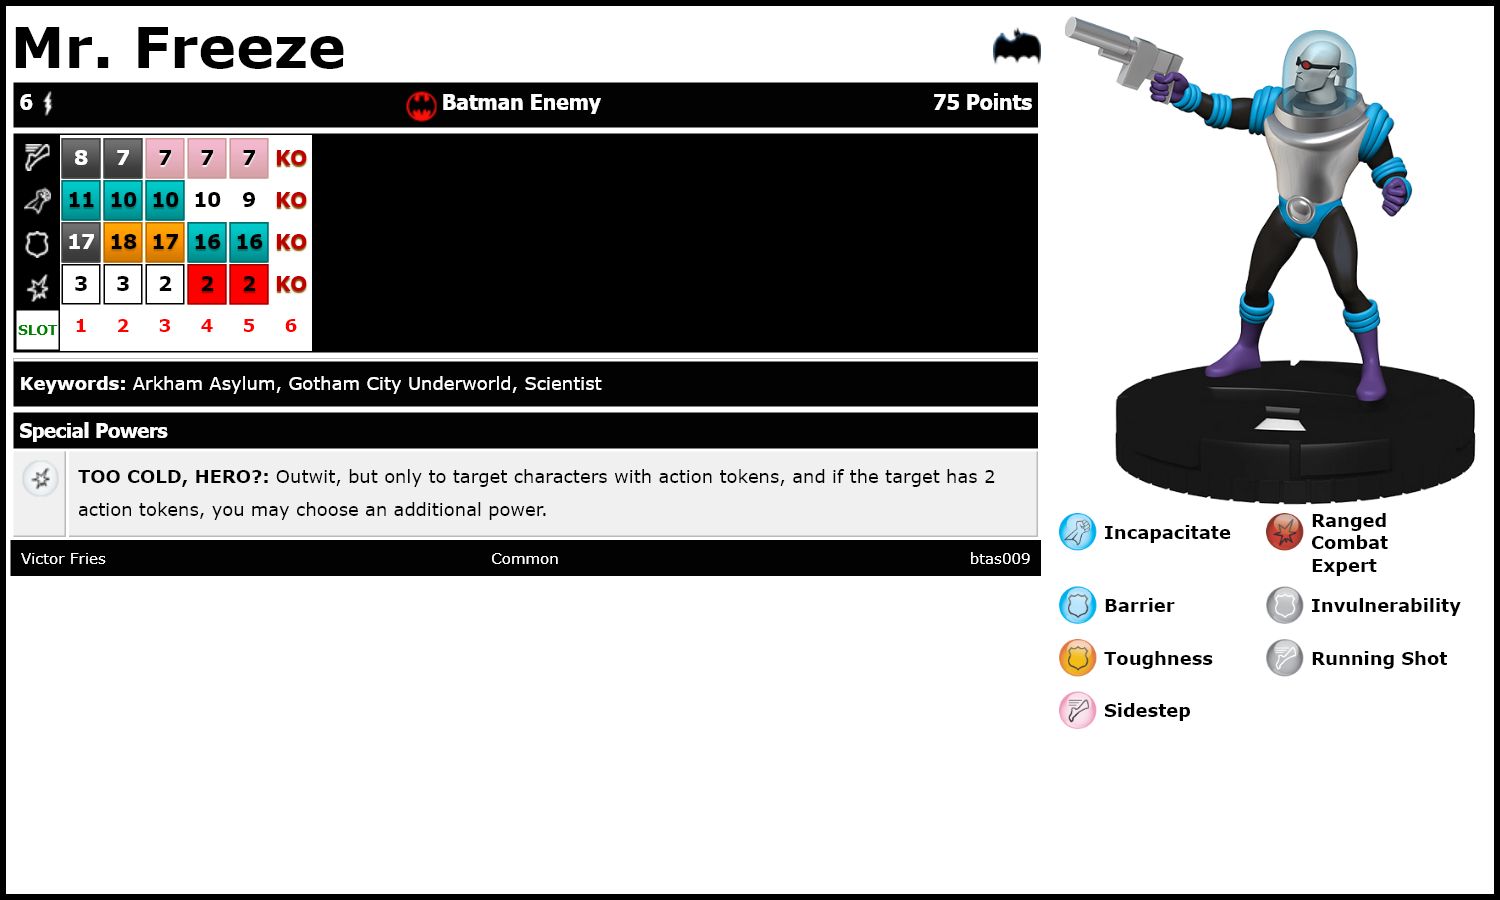 Mr. Freeze
6 Batman Enemy 75 Points
8 7 7 7 7 KO
11 10 10 10 9 KO
17 18 17 16 16 KO
3 3 2 2 2 KO
SLOT 1 2 3 4 5 6
Keywords: Arkham Asylum, Gotham City Underworld, Scientist
Special Powers
TOO COLD, HERO?: Outwit, but only to target characters with action tokens, and if the target has 2
action tokens, you may choose an additional power.
Victor Fries Common btas009
Incapacitate
Ranged
Combat
Expert
Barrier
Invulnerability
Toughness
Running Shot
Sidestep